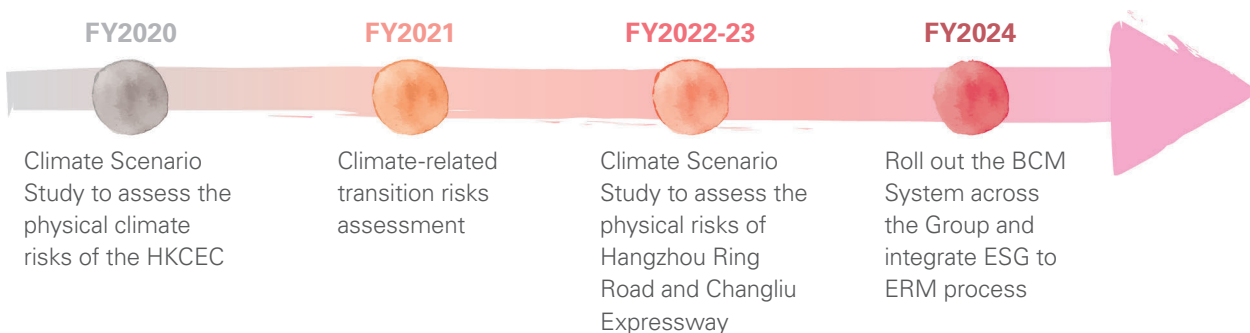 FY2020
Climate Scenario
Study to assess the
physical climate
risks of the HKCEC
FY2021
Climate-related
transition risks
assessment
FY2022-23
Climate Scenario
Study to assess the
physical risks of
Hangzhou Ring
Road and Changliu
Expressway
FY2024
Roll out the BCM
System across
the Group and
integrate ESG to
ERM process